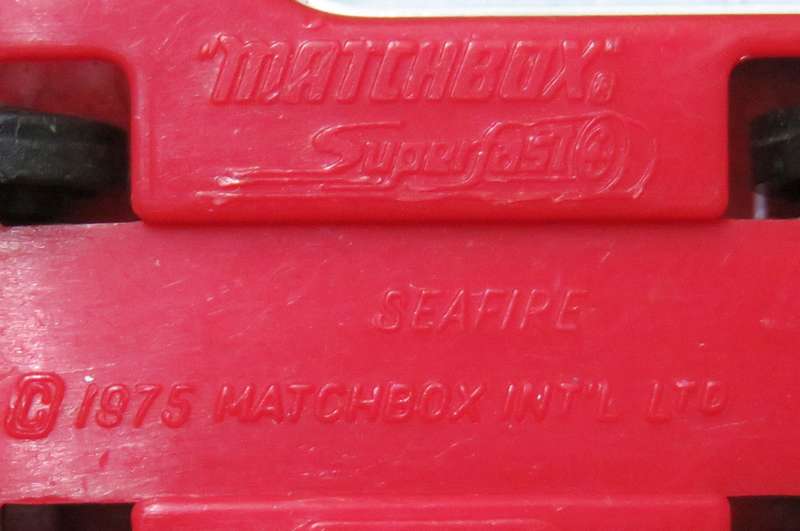 "MATCHBOX"®
Superfast
SEAFIRE
© 1975 MATCHBOX INT'L LTD